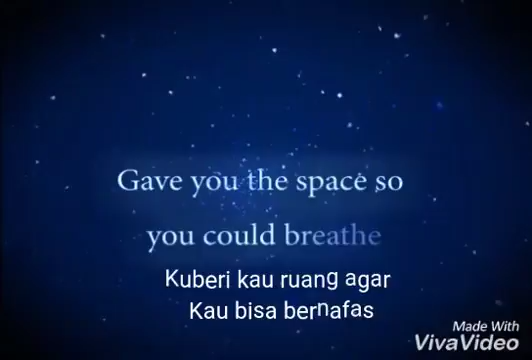 Gave you the space so
you could breathe
Kuberi kau ruang agar
Kau bisa bernafas
Made With
VivaVideo